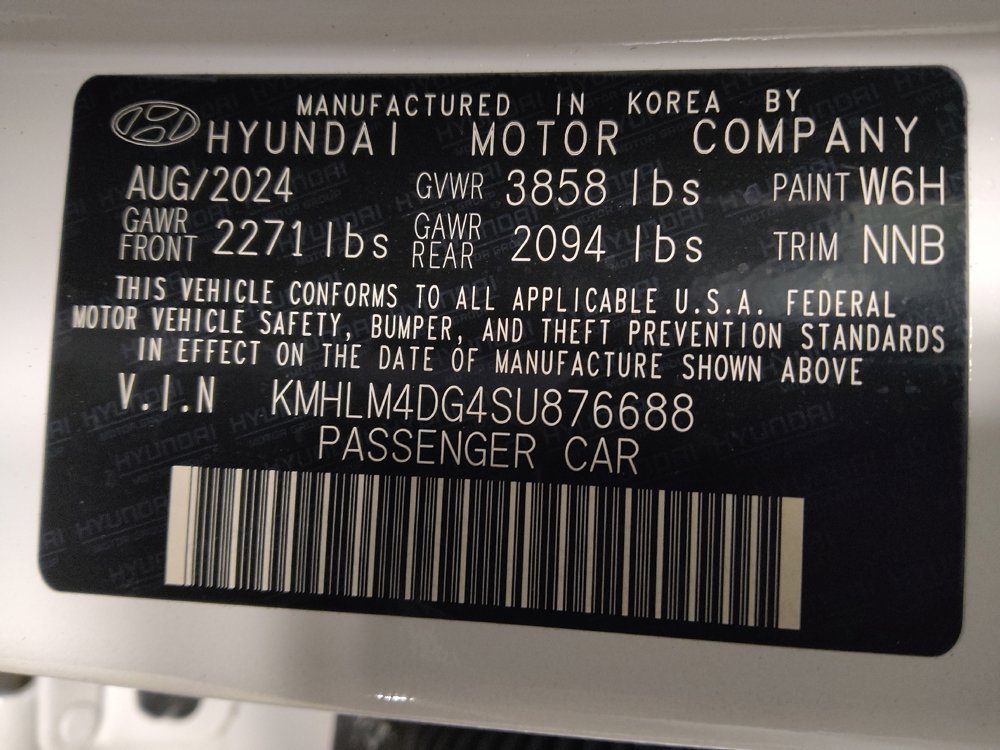 MANUFACTURED IN KOREA BY
HYUNDAI MOTOR COMPANY
AUG/2024 GVWR 3858 lbs PAINT W6H
GAWR FRONT 2271 lbs GAWR REAR 2094 lbs TRIM NNB
THIS VEHICLE CONFORMS TO ALL APPLICABLE U.S.A. FEDERAL
MOTOR VEHICLE SAFETY, BUMPER, AND THEFT PREVENTION STANDARDS
IN EFFECT ON THE DATE OF MANUFACTURE SHOWN ABOVE
V.I.N KMHLM4DG4SU876688
PASSENGER CAR